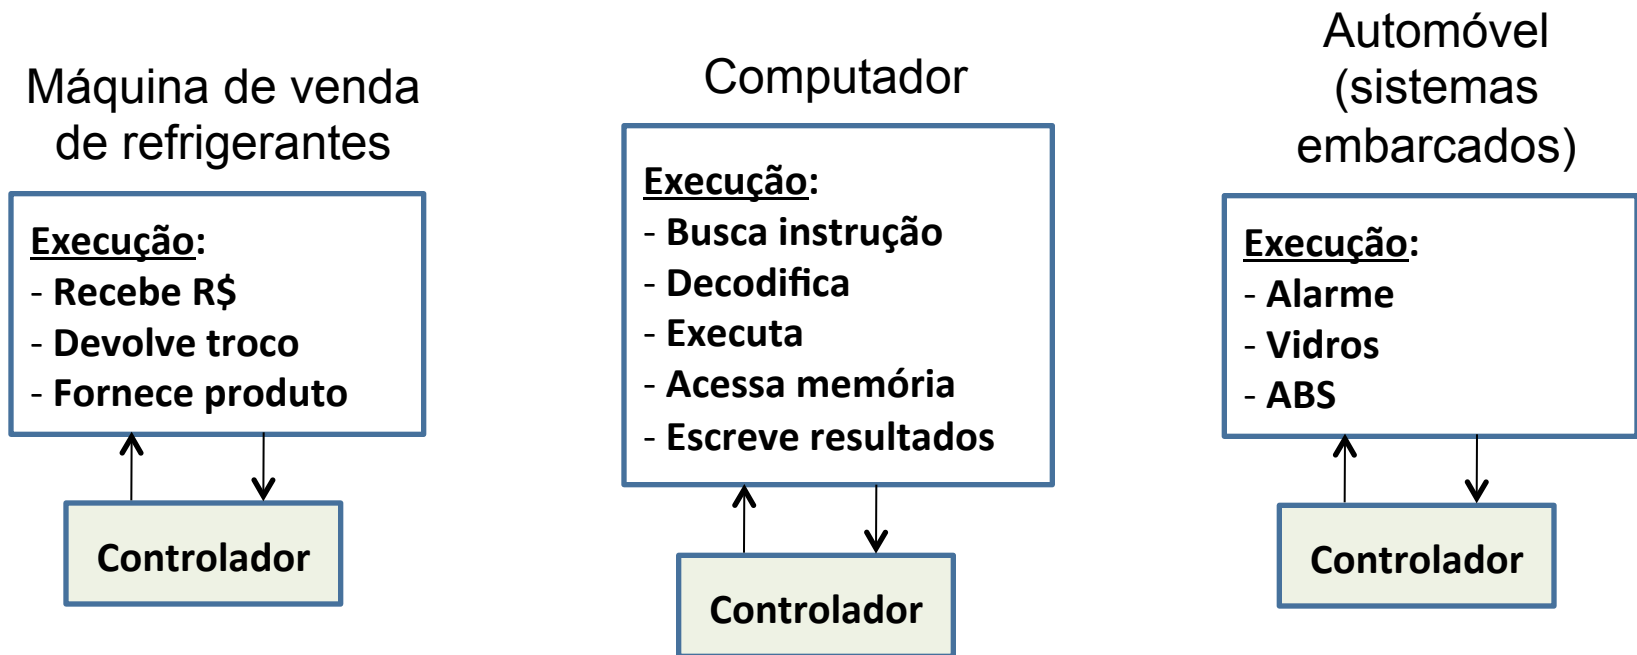 Máquina de venda
de refrigerantes
Execução:
- Recebe R$
- Devolve troco
- Fornece produto
Controlador
Computador
Execução:
- Busca instrução
- Decodifica
- Executa
- Acessa memória
- Escreve resultados
Controlador
Automóvel
(sistemas
embarcados)
Execução:
- Alarme
- Vidros
- ABS
Controlador